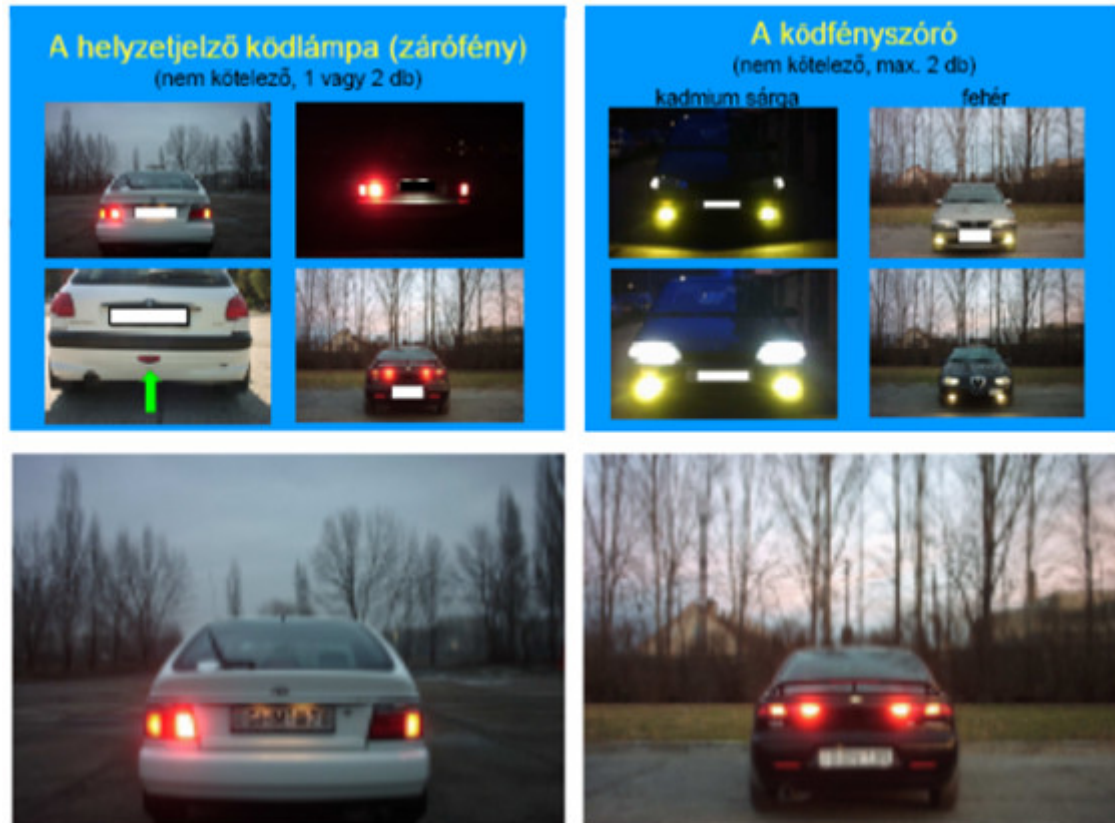 A helyzetjelző ködlámpa (zárófény)
(nem kötelező, 1 vagy 2 db)
A ködfényszóró
(nem kötelező, max. 2 db)
kadmium sárga
fehér